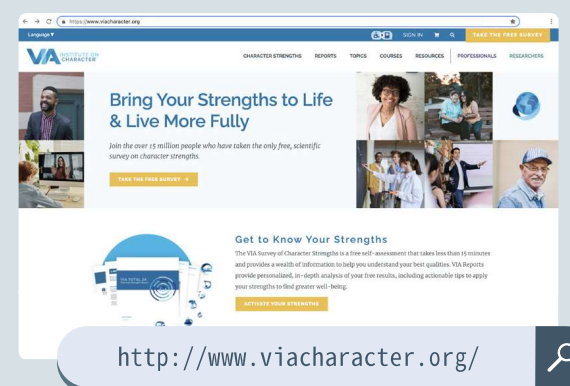 https://www.viacharacter.org
Language ▾
SIGN IN
TAKE THE FREE SURVEY
VIA INSTITUTE ON CHARACTER
CHARACTER STRENGTHS REPORTS TOPICS COURSES RESOURCES PROFESSIONALS RESEARCHERS
Bring Your Strengths to Life
& Live More Fully
Join the over 15 million people who have taken the only free, scientific
survey on character strengths.
TAKE THE FREE SURVEY →
Get to Know Your Strengths
The VIA Survey of Character Strengths is a free self-assessment that takes less than 15 minutes
and provides a wealth of information to help you understand your best qualities. VIA Reports
provide personalized, in-depth analysis of your free results, including actionable tips to apply
your strengths to find greater well-being.
VIA TOTAL 24
ACTIVATE YOUR STRENGTHS
http://www.viacharacter.org/